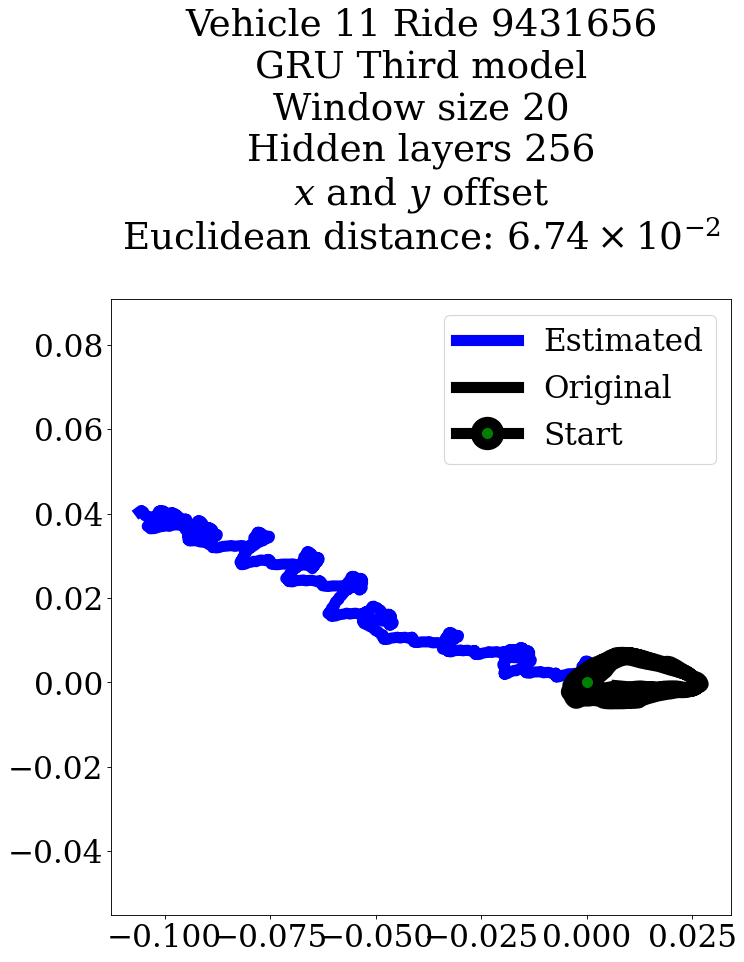 Vehicle 11 Ride 9431656
GRU Third model
Window size 20
Hidden layers 256
x and y offset
Euclidean distance: 6.74 × 10⁻²
Estimated
Original
Start
0.08
0.06
0.04
0.02
0.00
−0.02
−0.04
−0.100 −0.075 −0.050 −0.025 0.000 0.025